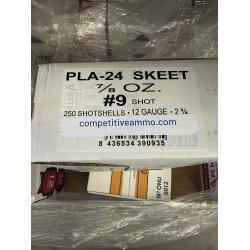 PLA-24 SKEET
7/8 OZ.
#9 SHOT
250 SHOTSHELLS • 12 GAUGE • 2 ¾
competitiveammo.com
8 436534 390935